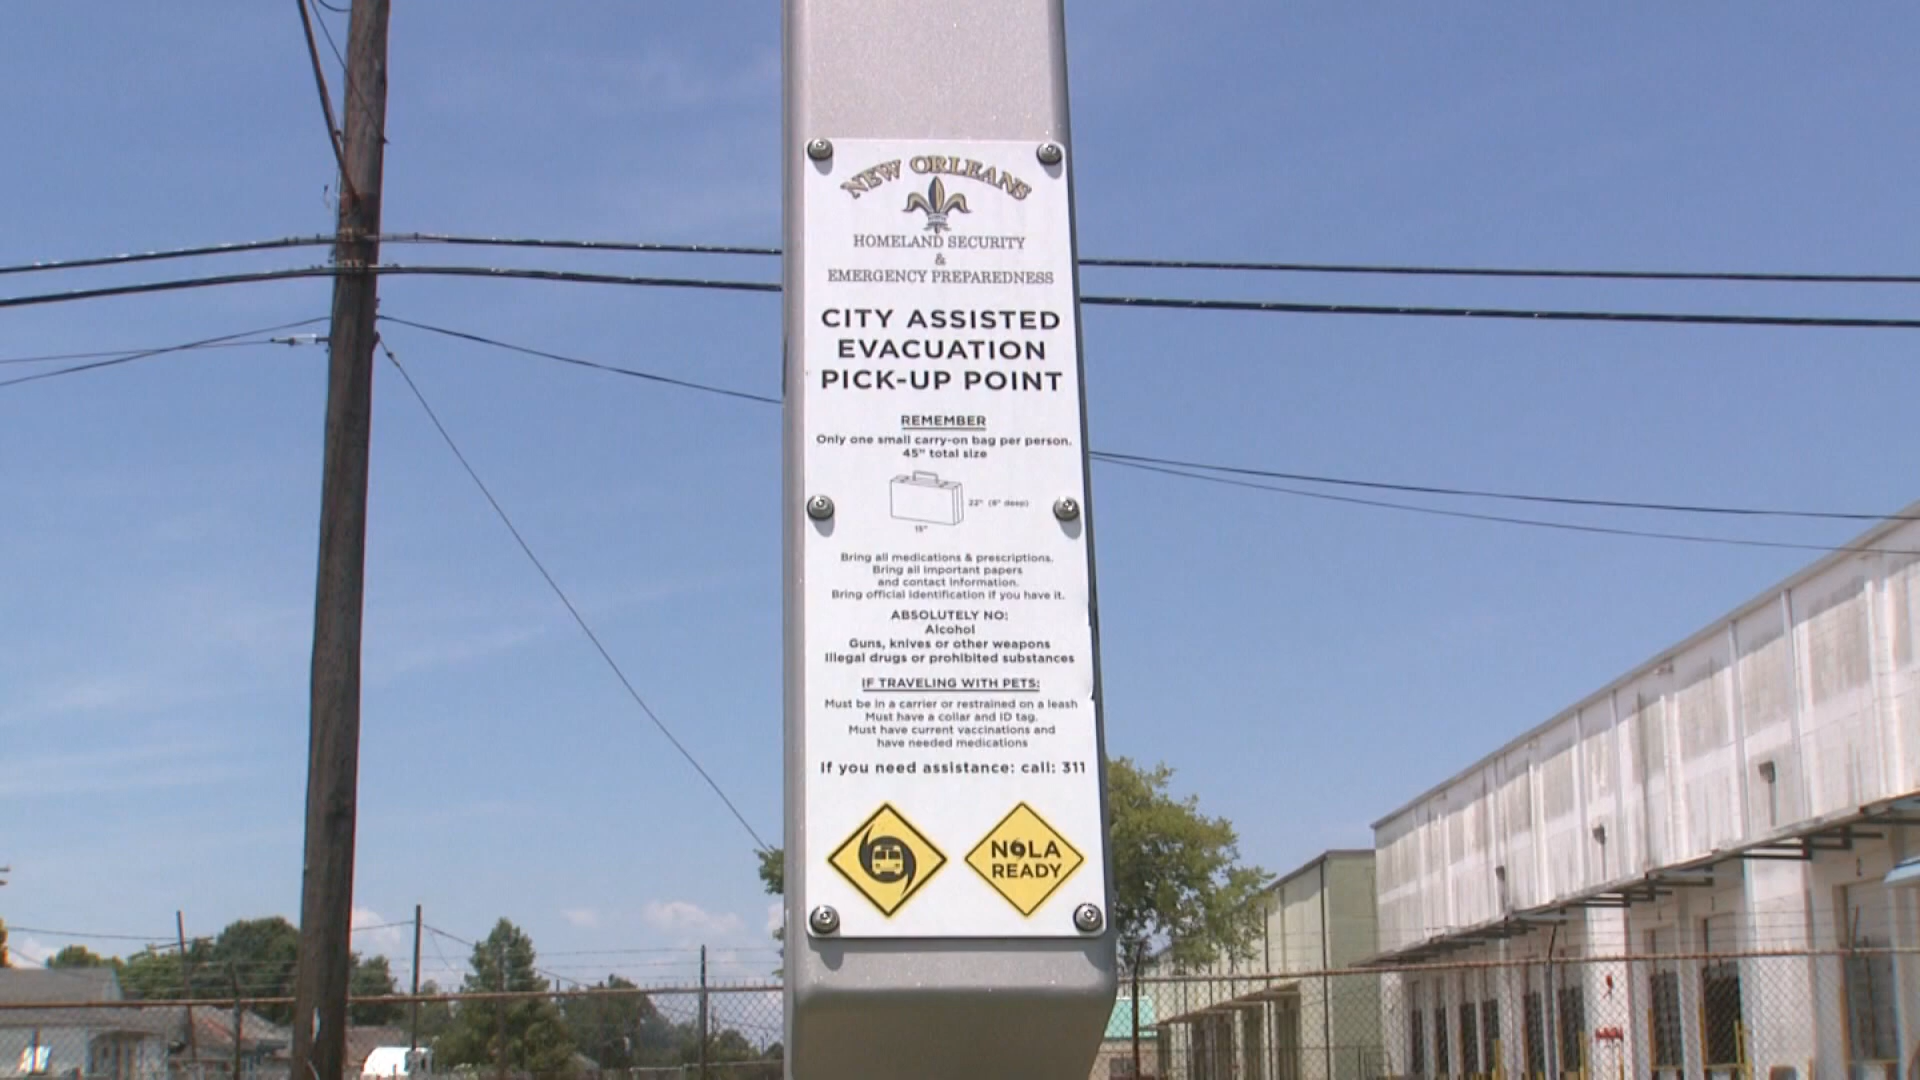 NEW ORLEANS
HOMELAND SECURITY
&
EMERGENCY PREPAREDNESS
CITY ASSISTED
EVACUATION
PICK-UP POINT
REMEMBER
Only one small carry-on bag per person.
45" total size
22" (8" deep)
15"
Bring all medications & prescriptions.
Bring all important papers
and contact information.
Bring official identification if you have it.
ABSOLUTELY NO:
Alcohol
Guns, knives or other weapons
Illegal drugs or prohibited substances
IF TRAVELING WITH PETS:
Must be in a carrier or restrained on a leash
Must have a collar and ID tag.
Must have current vaccinations and
have needed medications
If you need assistance: call: 311
NOLA
READY